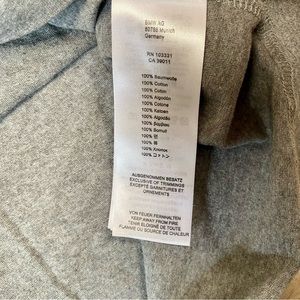 BMW AG
80788 Munich
Germany
RN 103331
CA 39011
100% Baumwolle
100% Cotton
100% Coton
100% Algodón
100% Cotone
100% Katoen
100% Algodão
100% Bomull
100% 棉
100% コットン
AUSGENOMMEN BESATZ
EXCLUSIVE OF TRIMMINGS
EXCEPTÉ GARNITURES ET
ORNEMENTS
VON FEUER FERNHALTEN
KEEP AWAY FROM FIRE
TENIR ÉLOIGNÉ DE TOUTE
FLAMME OU SOURCE DE CHALEUR